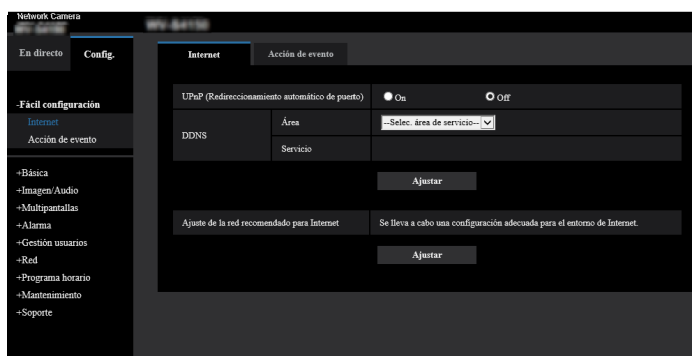 Network Camera
En directo
Config.
Internet
Acción de evento
-Fácil configuración
Internet
Acción de evento
+Básica
+Imagen/Audio
+Multipantallas
+Alarma
+Gestión usuarios
+Red
+Programa horario
+Mantenimiento
+Soporte
UPnP (Redireccionamiento automático de puerto)
On
Off
DDNS
Área
--Selec. área de servicio--
Servicio
Ajustar
Ajuste de la red recomendado para Internet
Se lleva a cabo una configuración adecuada para el entorno de Internet.
Ajustar